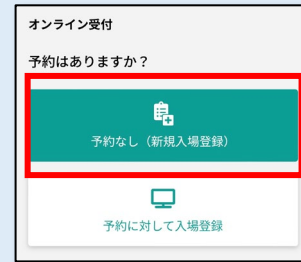 オンライン受付
予約はありますか？
予約なし（新規入場登録）
予約に対して入場登録